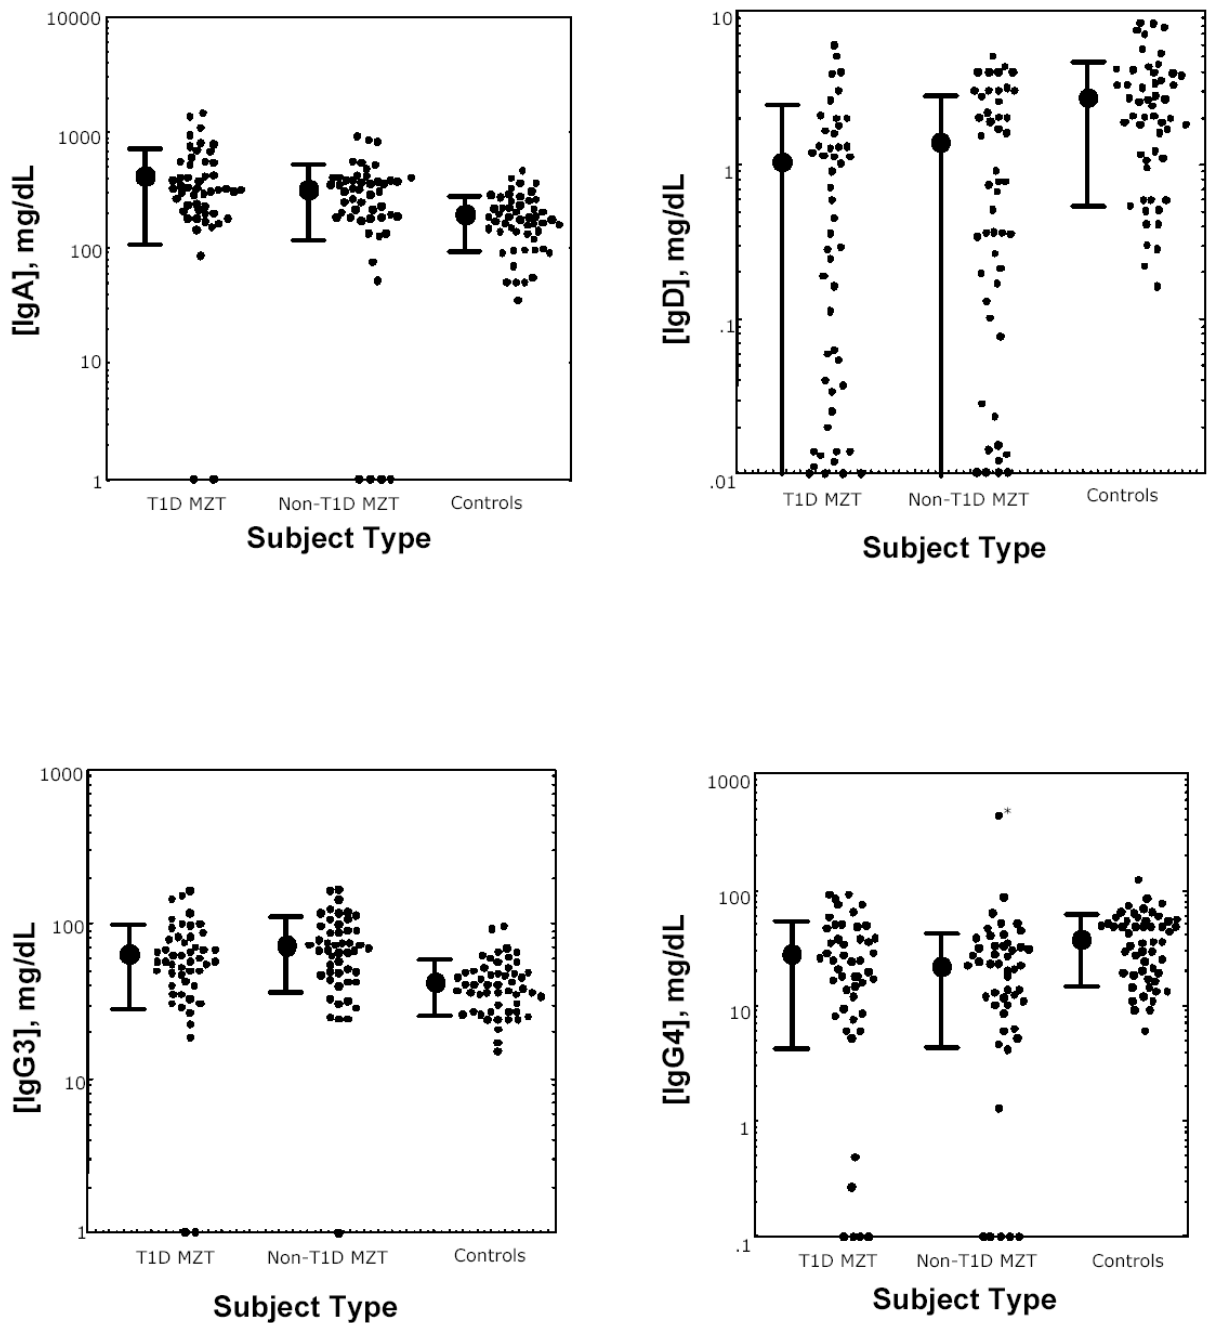 10000
1000
100
10
1
[IgA], mg/dL
T1D MZT Non-T1D MZT Controls
Subject Type
10
1
.1
.01
[IgD], mg/dL
T1D MZT Non-T1D MZT Controls
Subject Type
1000
100
10
1
[IgG3], mg/dL
T1D MZT Non-T1D MZT Controls
Subject Type
1000
100
10
1
.1
[IgG4], mg/dL
*
T1D MZT Non-T1D MZT Controls
Subject Type